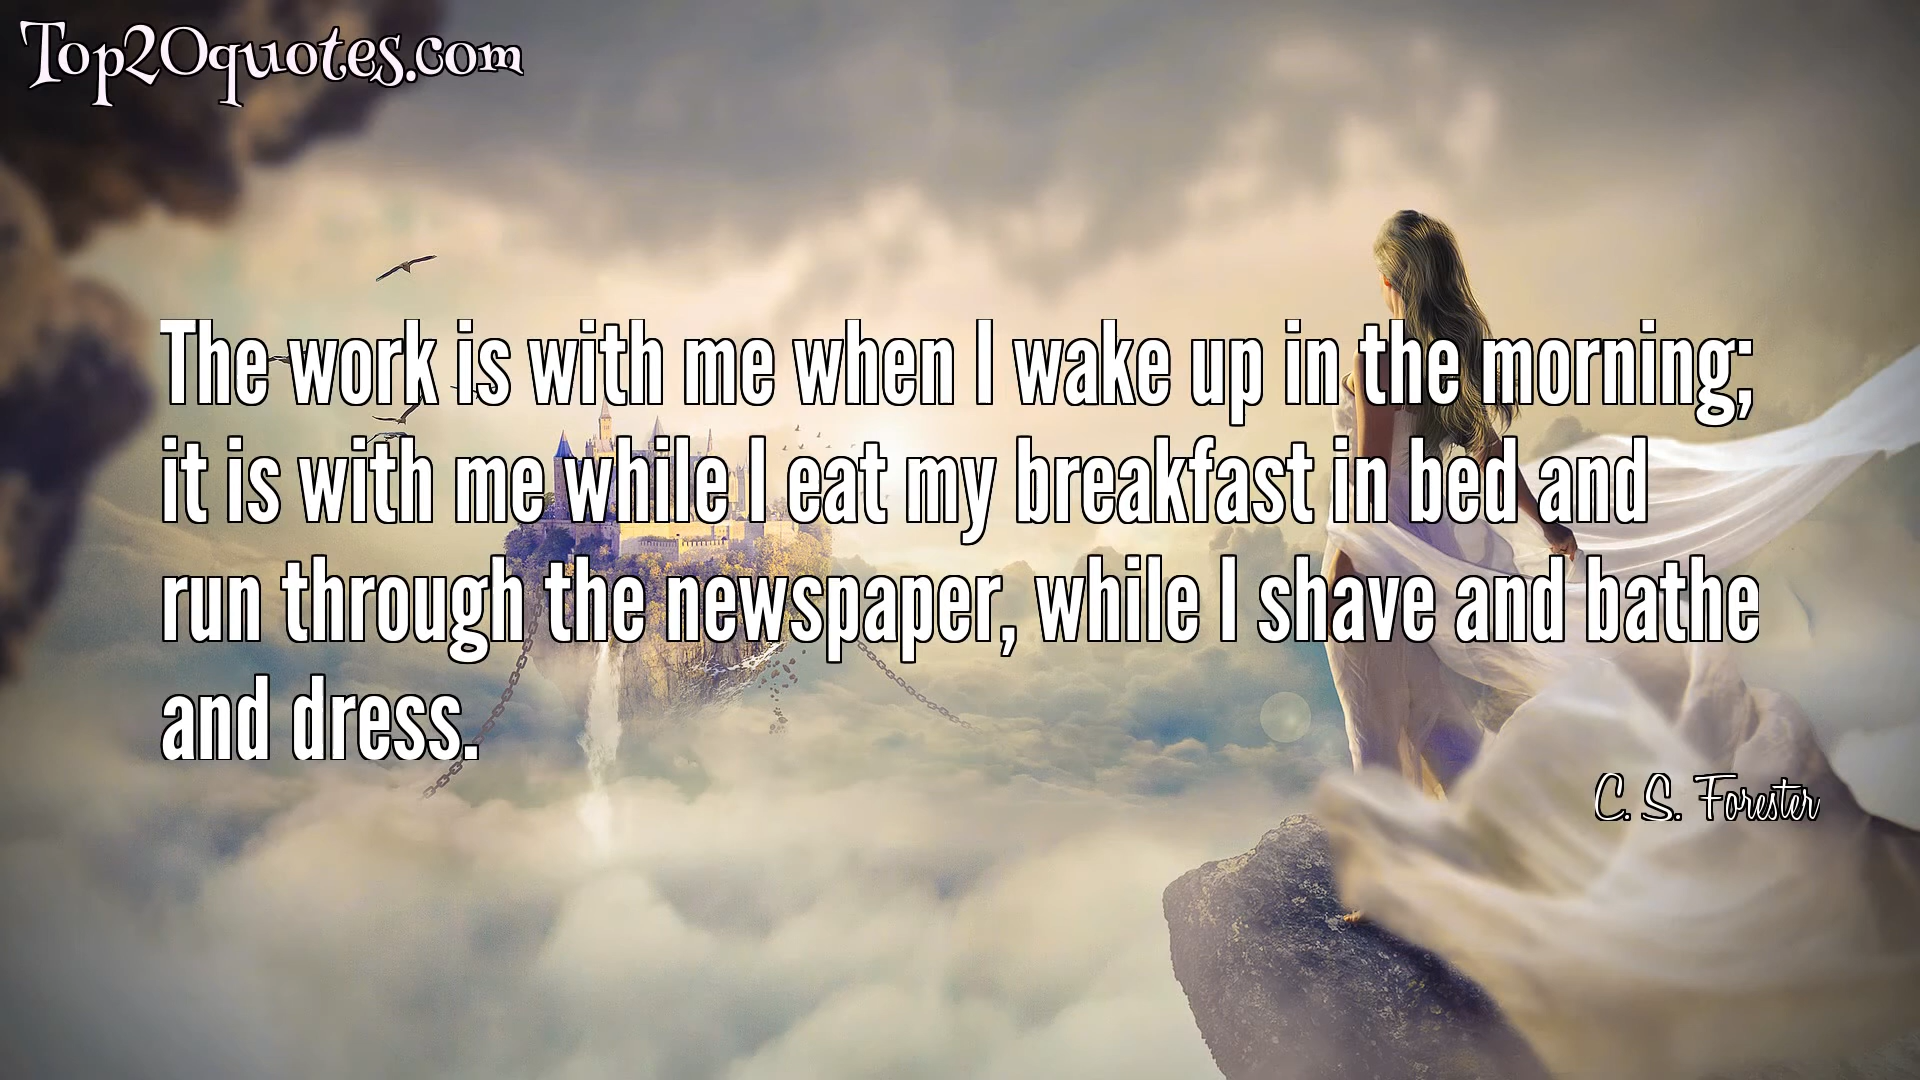 Top20quotes.com
The work is with me when I wake up in the morning;
it is with me while I eat my breakfast in bed and
run through the newspaper, while I shave and bathe
and dress.
C. S. Forester